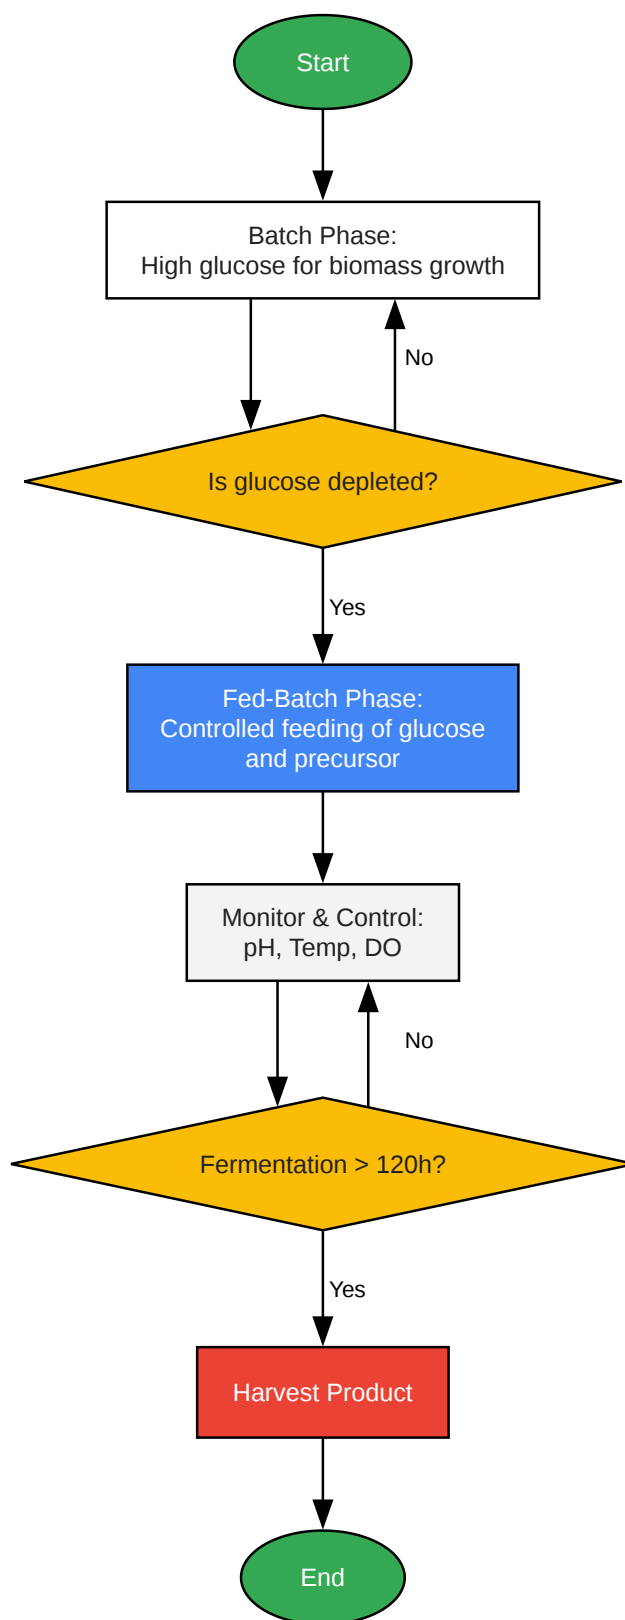 Start
Batch Phase:
High glucose for biomass growth
No
Is glucose depleted?
Yes
Fed-Batch Phase:
Controlled feeding of glucose
and precursor
Monitor & Control:
pH, Temp, DO
No
Fermentation > 120h?
Yes
Harvest Product
End